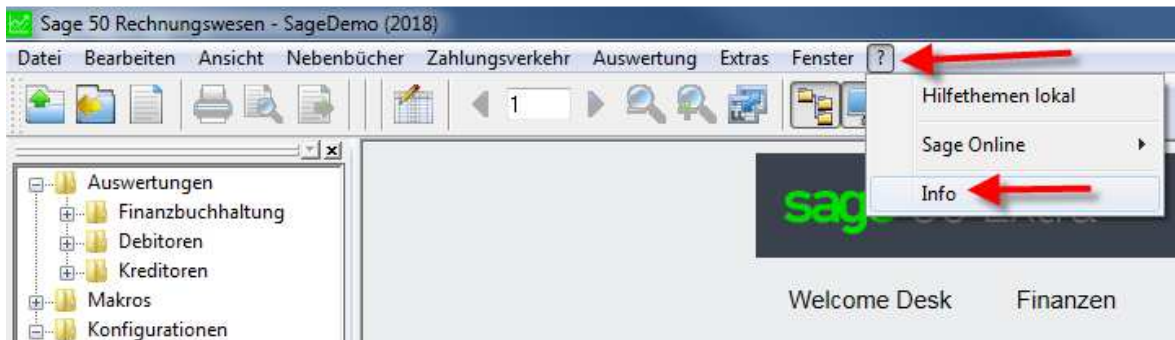 Sage 50 Rechnungswesen - SageDemo (2018)
Datei Bearbeiten Ansicht Nebenbücher Zahlungsverkehr Auswertung Extras Fenster ?
1
Hilfethemen lokal
Sage Online
Info
Auswertungen
Finanzbuchhaltung
Debitoren
Kreditoren
Makros
Konfigurationen
sage
Welcome Desk Finanzen